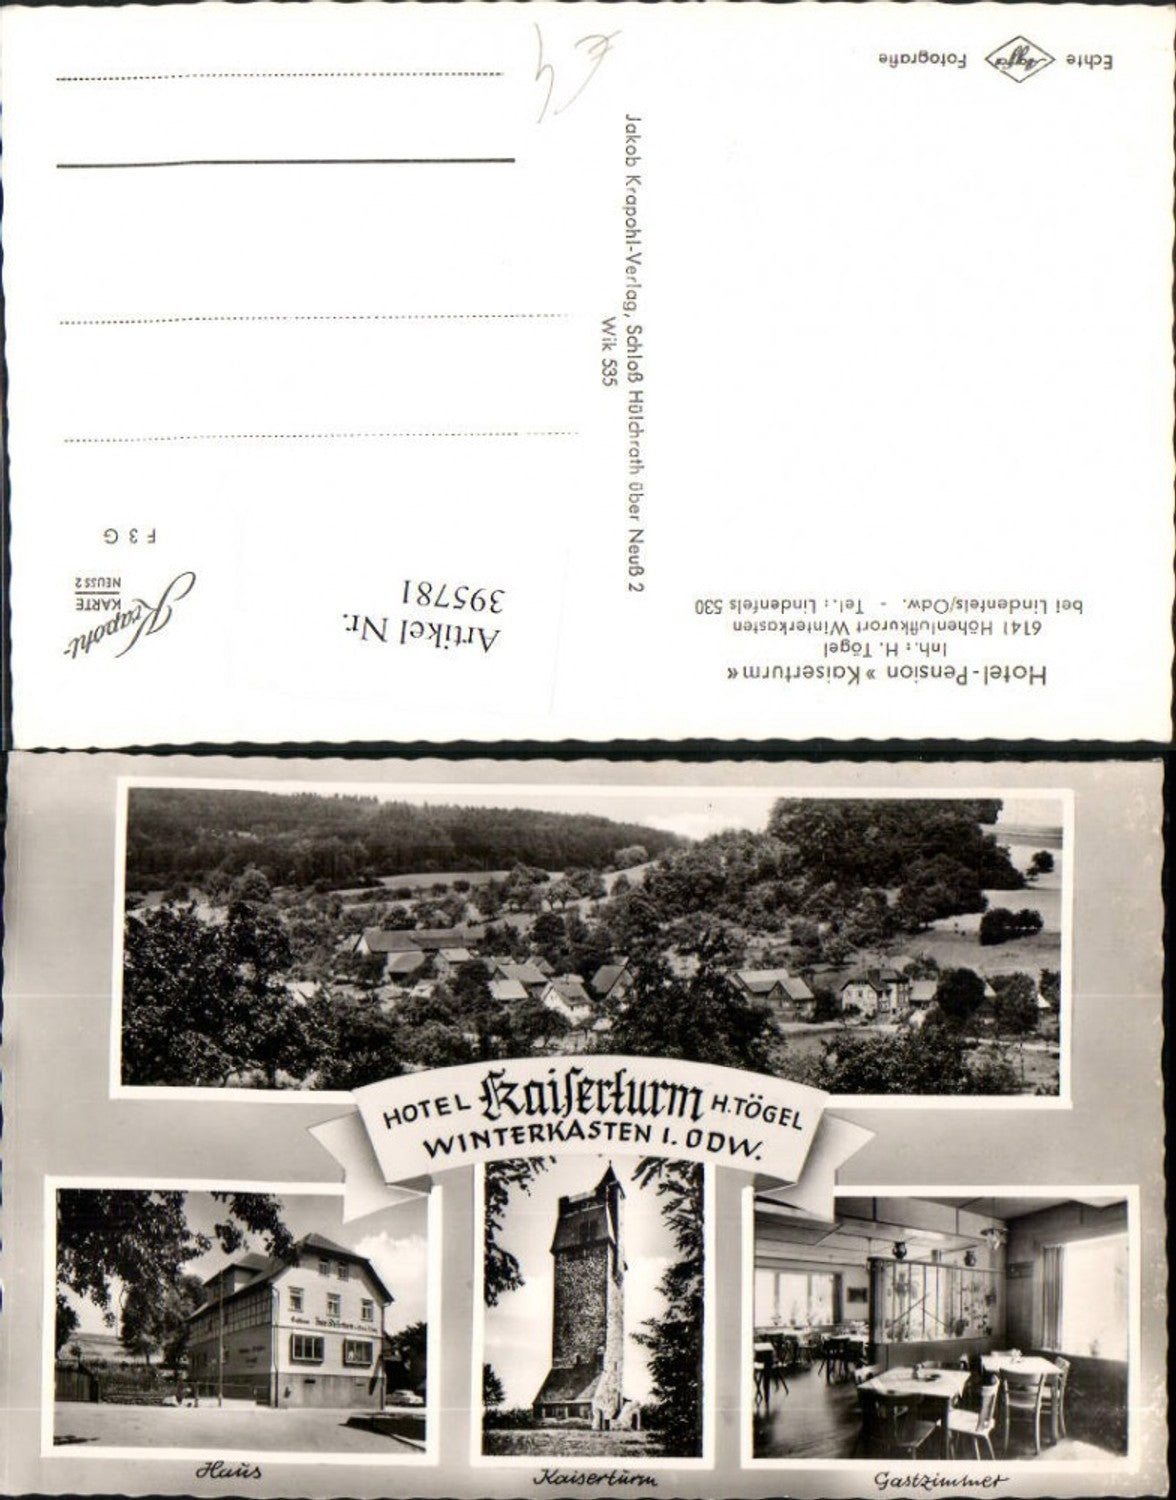 Hotel-Pension »Kaiserturm«
Inh.: H. Tögel
6141 Höhenluftkurort Winterkasten
bei Lindenfels/Odw. - Tel.: Lindenfels 530
Artikel Nr.
395781
Krapohl-
KARTE
NEUSS 2
F 3 G
Jakob Krapohl-Verlag, Schloß Hülchrath über Neuß 2
Wik 535
Echte Agfa Fotografie
€ 4
HOTEL Kaiserturm H. TÖGEL
WINTERKASTEN I. ODW.
Haus
Kaiserturm
Gastzimmer